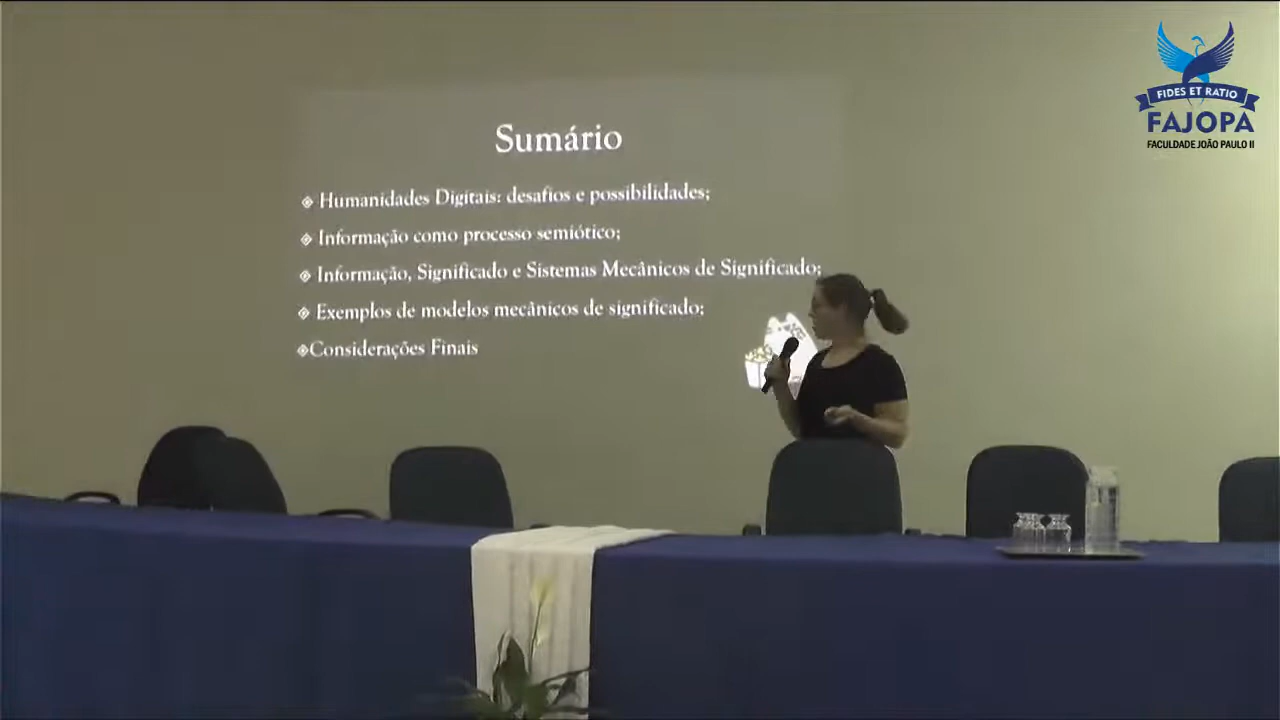 FIDES ET RATIO
FAJOPA
FACULDADE JOÃO PAULO II
Sumário
Humanidades Digitais: desafios e possibilidades;
Informação como processo semiótico;
Informação, Significado e Sistemas Mecânicos de Significado;
Exemplos de modelos mecânicos de significado;
Considerações Finais